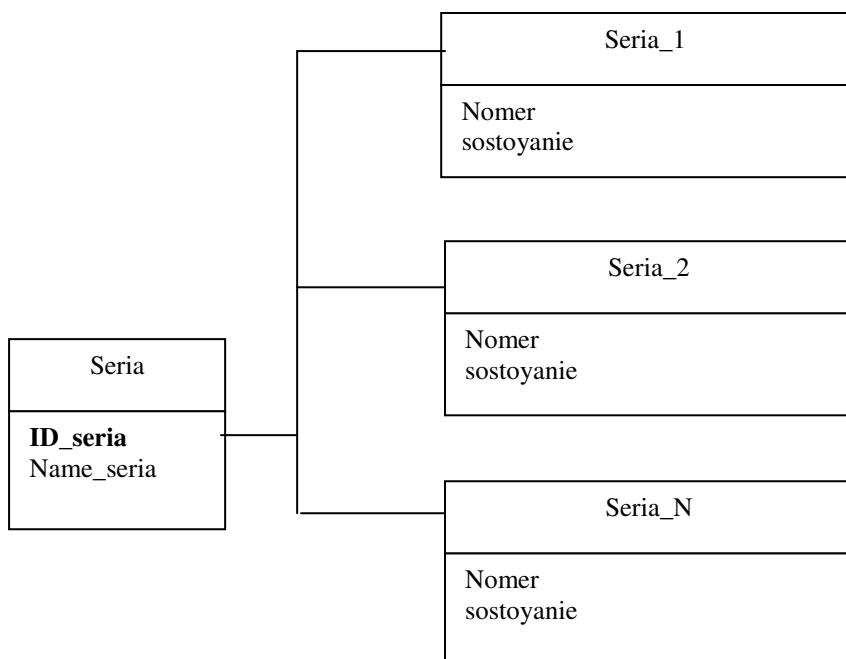 Seria_1
Nomer
sostoyanie
Seria_2
Nomer
sostoyanie
Seria
ID_seria
Name_seria
Seria_N
Nomer
sostoyanie